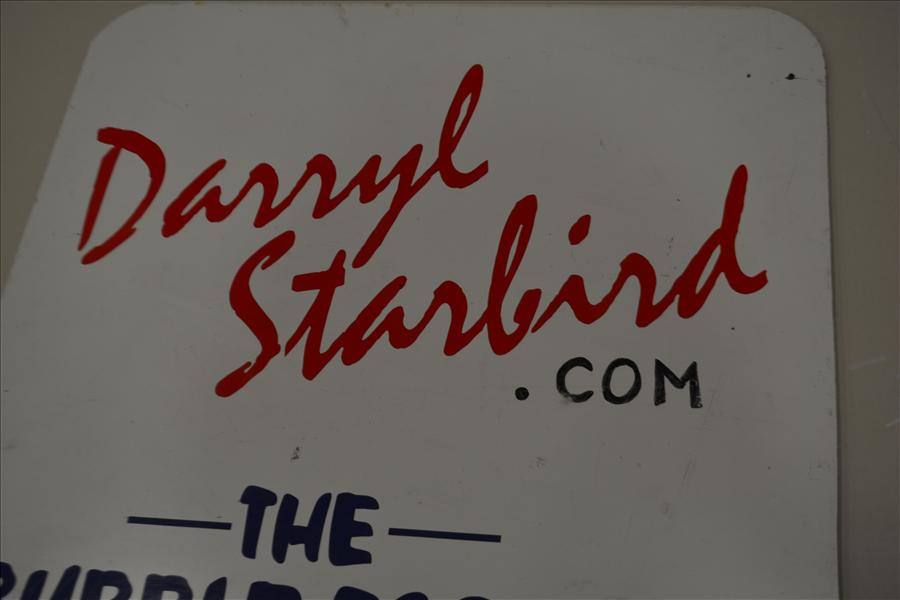 Darryl
Starbird
.COM
— THE —